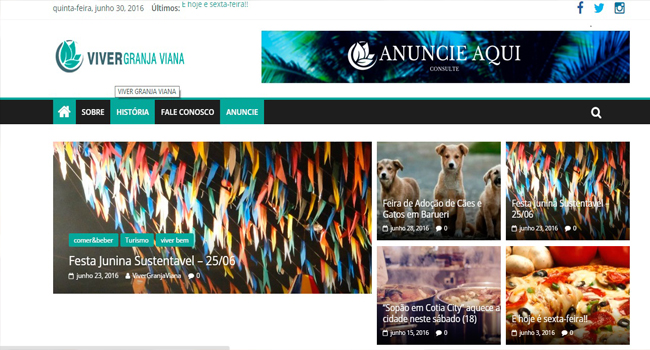 quinta-feira, junho 30, 2016 Últimos: E hoje e sexta-feira!!
VIVER GRANJA VIANA
ANUNCIE AQUI
CONSULTE
VIVER GRANJA VIANA
SOBRE HISTÓRIA FALE CONOSCO ANUNCIE
comer&beber Turismo viver bem
Festa Junina Sustentavel – 25/06
junho 23, 2016 ViverGranjaViana 0
Feira de Adoção de Cães e
Gatos em Barueri
junho 28, 2016 0
Festa Junina Sustentavel –
25/06
junho 23, 2016 0
"Sopão em Cotia City" aquece a
cidade neste sábado (18)
junho 15, 2016 0
E hoje e sexta-feira!!
junho 3, 2016 0